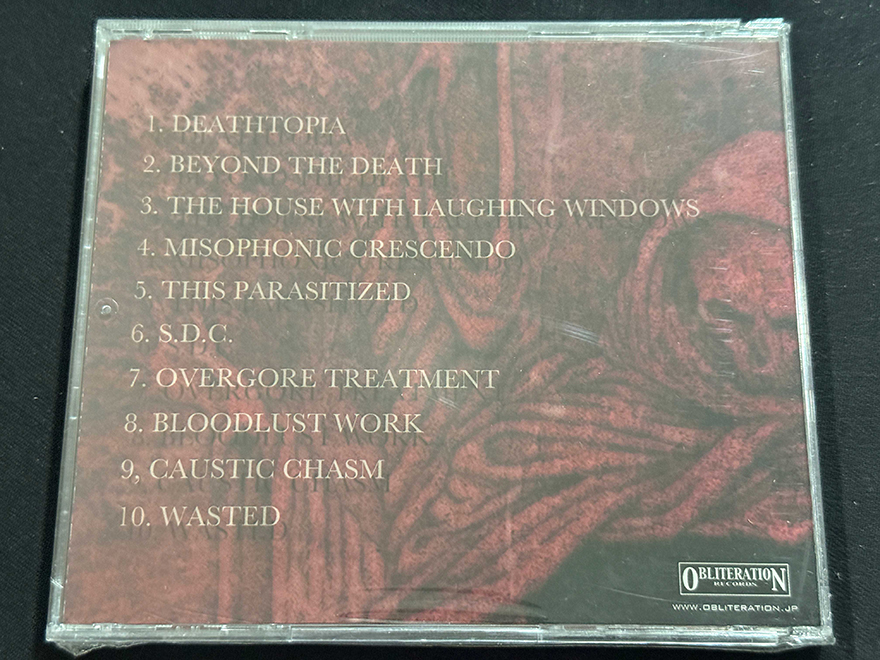 1. DEATHTOPIA
2. BEYOND THE DEATH
3. THE HOUSE WITH LAUGHING WINDOWS
4. MISOPHONIC CRESCENDO
5. THIS PARASITIZED
6. S.D.C.
7. OVERGORE TREATMENT
8. BLOODLUST WORK
9, CAUSTIC CHASM
10. WASTED
OBLITERATION
RECORDS
WWW.OBLITERATION.JP